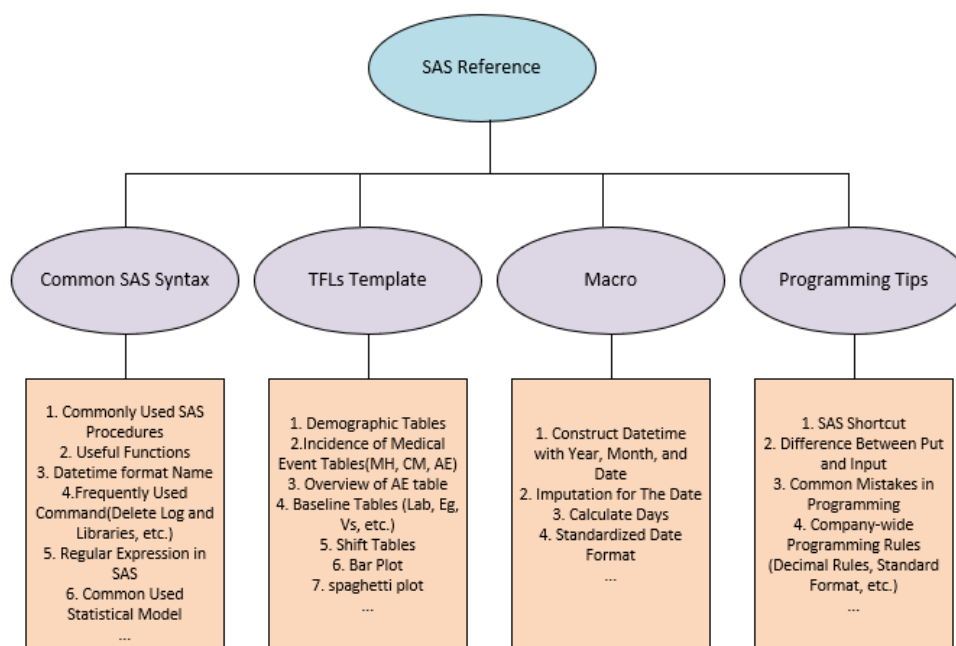 SAS Reference
Common SAS Syntax
TFLs Template
Macro
Programming Tips
1. Commonly Used SAS
Procedures
2. Useful Functions
3. Datetime format Name
4.Frequently Used
Command(Delete Log and
Libraries, etc.)
5. Regular Expression in
SAS
6. Common Used
Statistical Model
...
1. Demographic Tables
2.Incidence of Medical
Event Tables(MH, CM, AE)
3. Overview of AE table
4. Baseline Tables (Lab, Eg,
Vs, etc.)
5. Shift Tables
6. Bar Plot
7. spaghetti plot
...
1. Construct Datetime
with Year, Month, and
Date
2. Imputation for The Date
3. Calculate Days
4. Standardized Date
Format
...
1. SAS Shortcut
2. Difference Between Put
and Input
3. Common Mistakes in
Programming
4. Company-wide
Programming Rules
(Decimal Rules, Standard
Format, etc.)
...